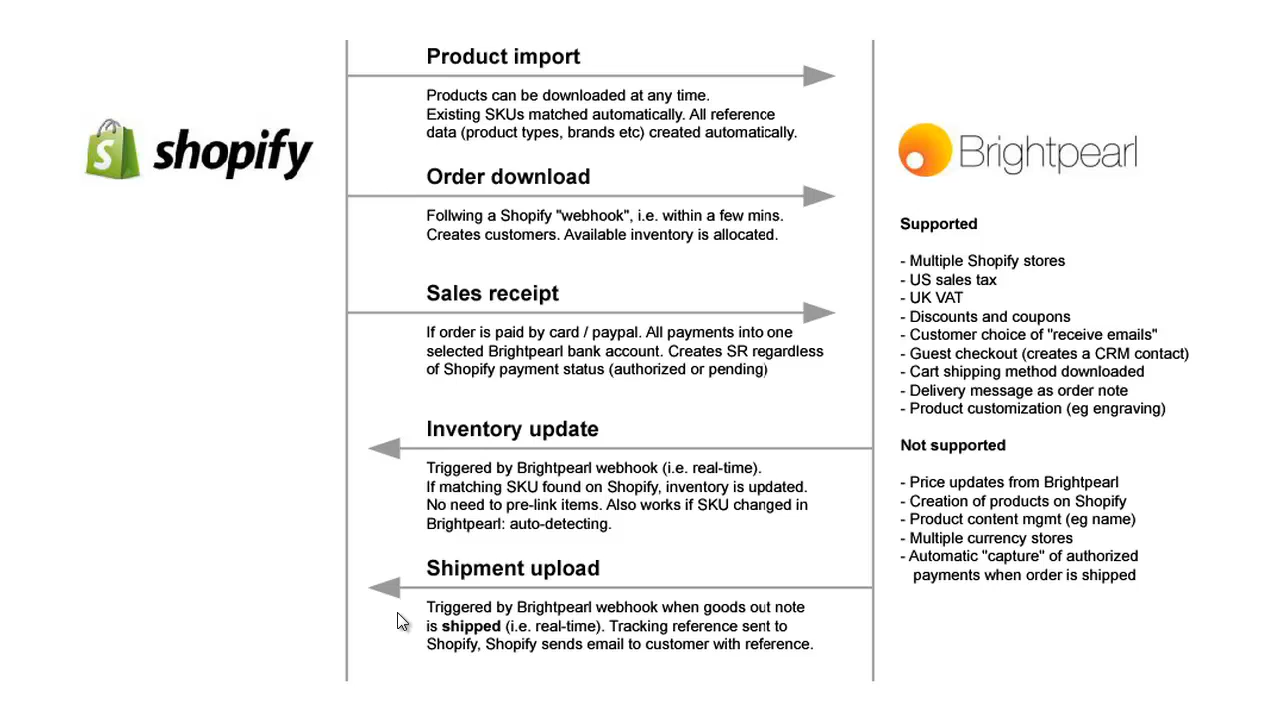 Product import
Products can be downloaded at any time.
Existing SKUs matched automatically. All reference
data (product types, brands etc) created automatically.
shopify
Order download
Follwing a Shopify "webhook", i.e. within a few mins.
Creates customers. Available inventory is allocated.
Sales receipt
If order is paid by card / paypal. All payments into one
selected Brightpearl bank account. Creates SR regardless
of Shopify payment status (authorized or pending)
Inventory update
Triggered by Brightpearl webhook (i.e. real-time).
If matching SKU found on Shopify, inventory is updated.
No need to pre-link items. Also works if SKU changed in
Brightpearl: auto-detecting.
Shipment upload
Triggered by Brightpearl webhook when goods out note
is shipped (i.e. real-time). Tracking reference sent to
Shopify, Shopify sends email to customer with reference.
Brightpearl
Supported
- Multiple Shopify stores
- US sales tax
- UK VAT
- Discounts and coupons
- Customer choice of "receive emails"
- Guest checkout (creates a CRM contact)
- Cart shipping method downloaded
- Delivery message as order note
- Product customization (eg engraving)
Not supported
- Price updates from Brightpearl
- Creation of products on Shopify
- Product content mgmt (eg name)
- Multiple currency stores
- Automatic "capture" of authorized
payments when order is shipped